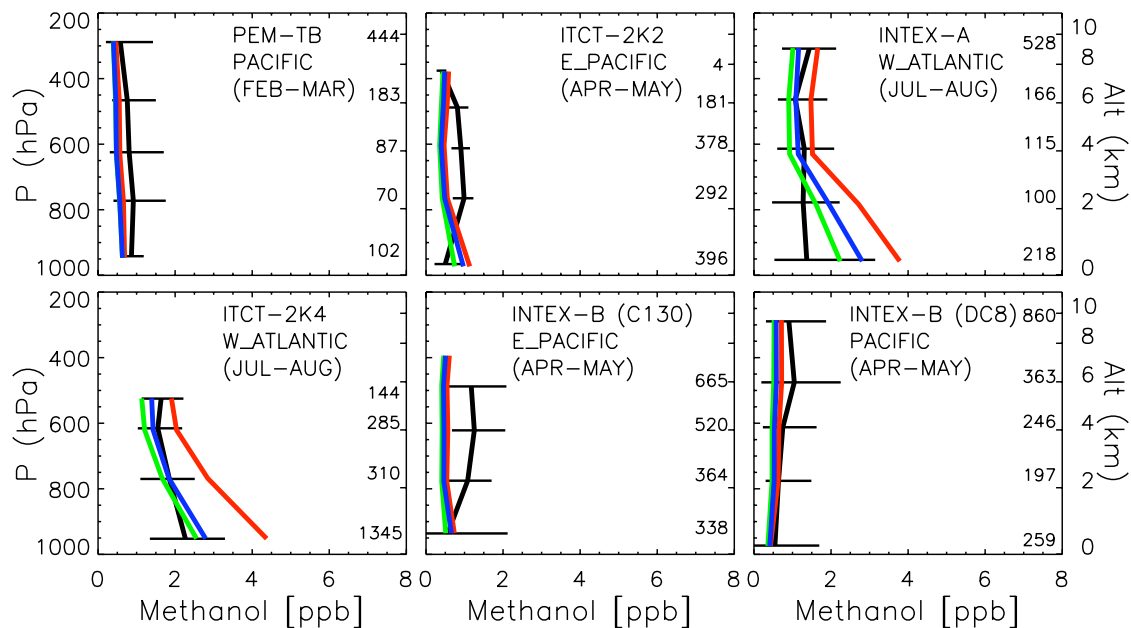 PEM-TB
PACIFIC
(FEB-MAR)
444
183
87
70
102
200
400
600
800
1000
P (hPa)
ITCT-2K2
E_PACIFIC
(APR-MAY)
4
181
378
292
396
INTEX-A
W_ATLANTIC
(JUL-AUG)
528
166
115
100
218
10
8
6
4
2
0
Alt (km)
ITCT-2K4
W_ATLANTIC
(JUL-AUG)
144
285
310
1345
200
400
600
800
1000
P (hPa)
0 2 4 6 8
Methanol [ppb]
INTEX-B (C130)
E_PACIFIC
(APR-MAY)
665
520
364
338
0 2 4 6 8
Methanol [ppb]
INTEX-B (DC8)
PACIFIC
(APR-MAY)
860
363
246
197
259
10
8
6
4
2
0
Alt (km)
0 2 4 6 8
Methanol [ppb]